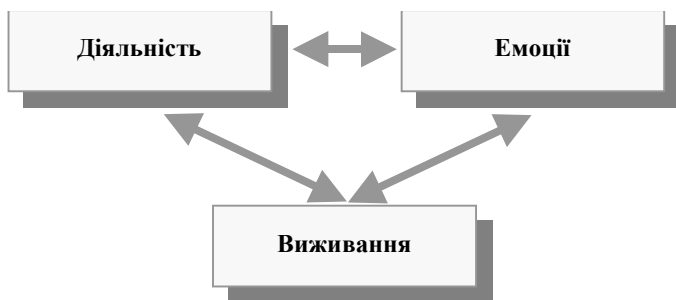 Діяльність
Емоції
Виживання